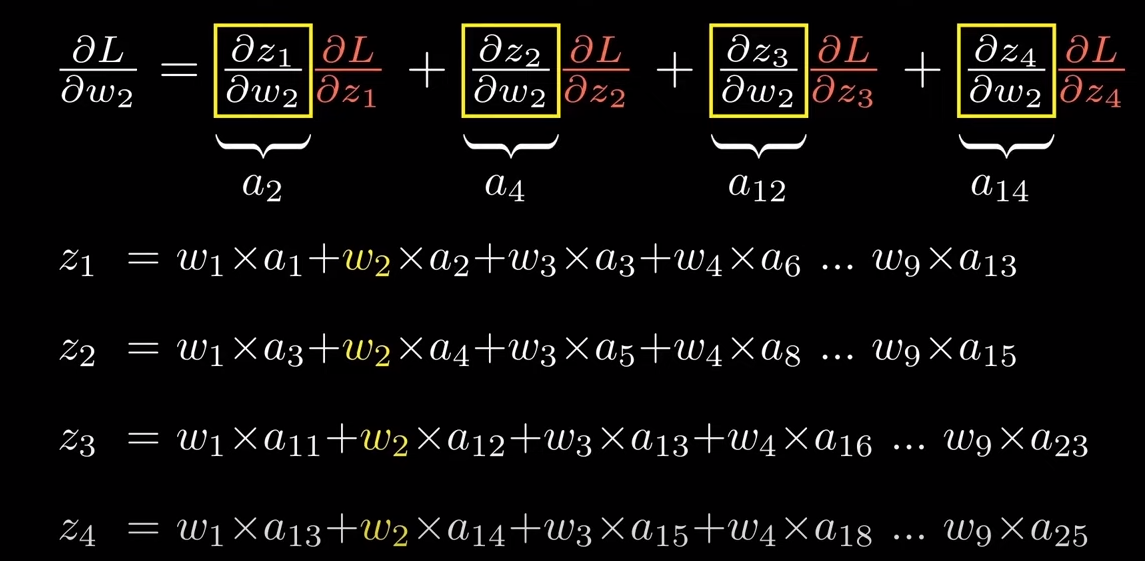 ∂L/∂w₂ = ∂z₁/∂w₂ ∂L/∂z₁ + ∂z₂/∂w₂ ∂L/∂z₂ + ∂z₃/∂w₂ ∂L/∂z₃ + ∂z₄/∂w₂ ∂L/∂z₄
a₂ a₄ a₁₂ a₁₄
z₁ = w₁×a₁+w₂×a₂+w₃×a₃+w₄×a₆ ... w₉×a₁₃
z₂ = w₁×a₃+w₂×a₄+w₃×a₅+w₄×a₈ ... w₉×a₁₅
z₃ = w₁×a₁₁+w₂×a₁₂+w₃×a₁₃+w₄×a₁₆ ... w₉×a₂₃
z₄ = w₁×a₁₃+w₂×a₁₄+w₃×a₁₅+w₄×a₁₈ ... w₉×a₂₅